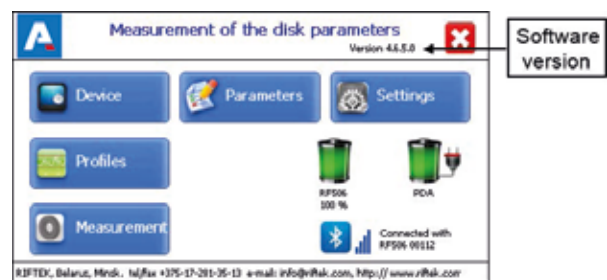 Measurement of the disk parameters
Version 4.6.5.0
Software
version
Device
Parameters
Settings
Profiles
RF506
100 %
PDA
Measurement
Connected with
RF506 00112
RIFTEK, Belarus, Minsk. tel/fax +375-17-281-35-13 e-mail: info@riftek.com, http://www.riftek.com